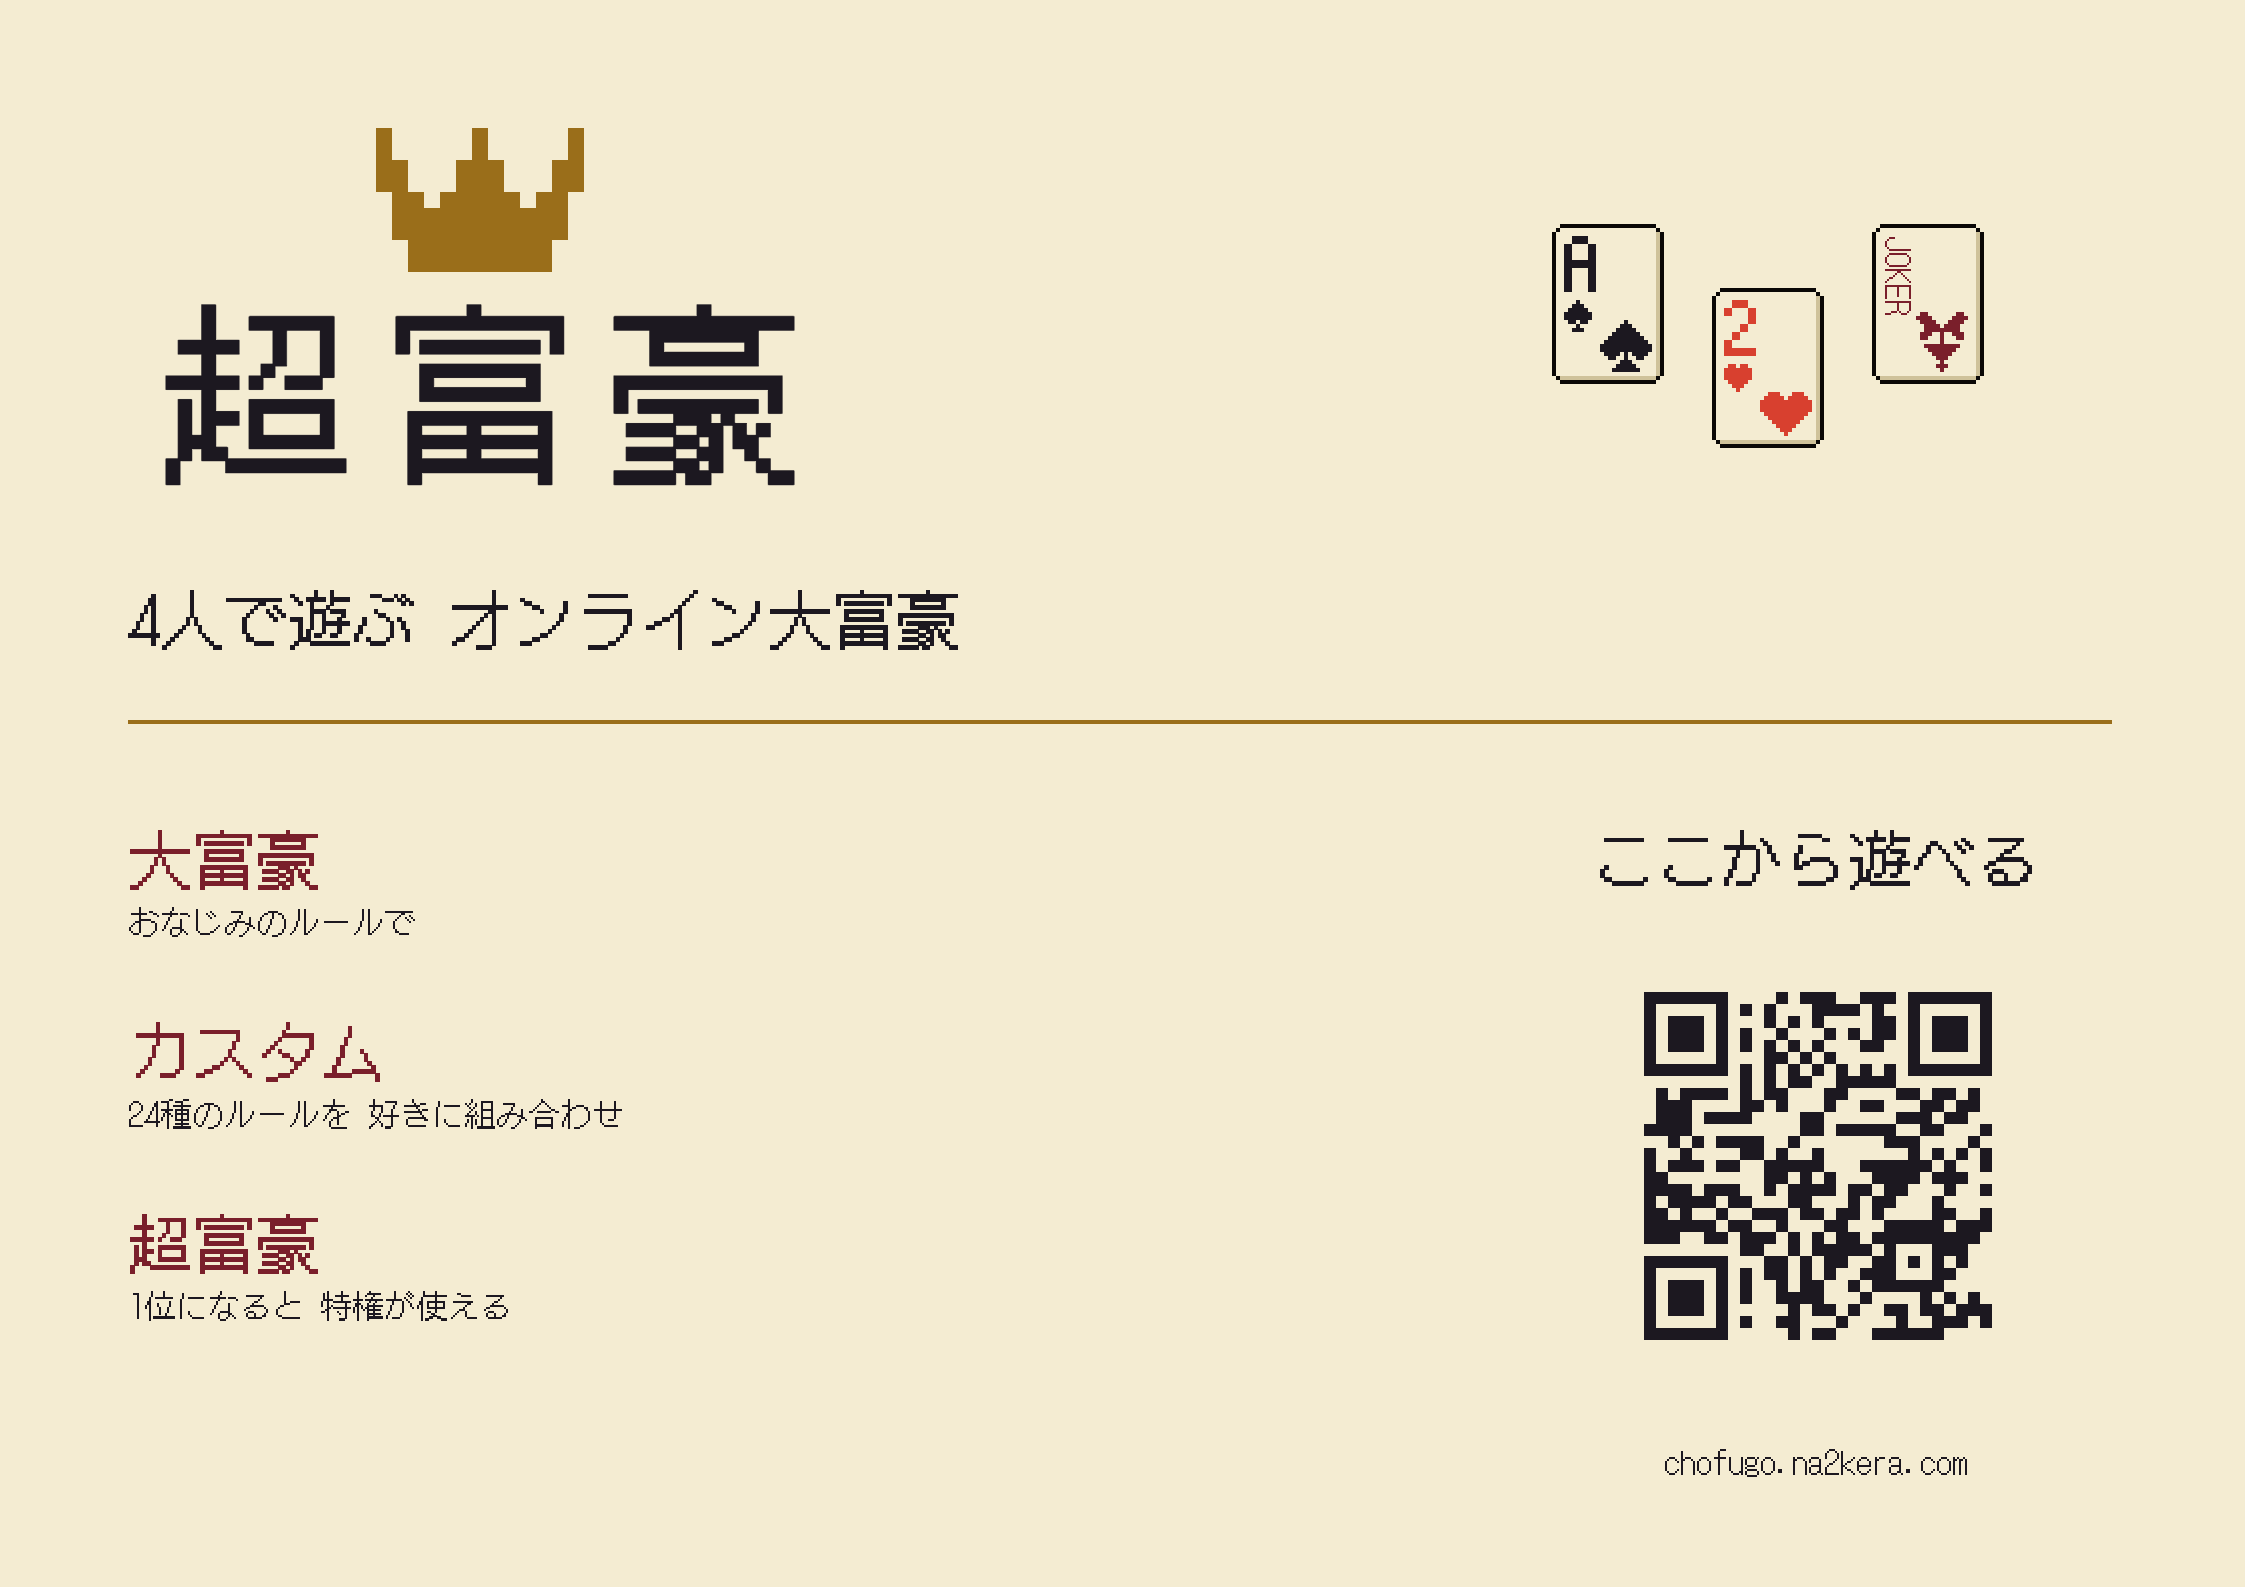 超富豪
A
2
JOKER
4人で遊ぶ オンライン大富豪
大富豪
おなじみのルールで
カスタム
24種のルールを 好きに組み合わせ
超富豪
1位になると 特権が使える
ここから遊べる
chofugo.na2kera.com